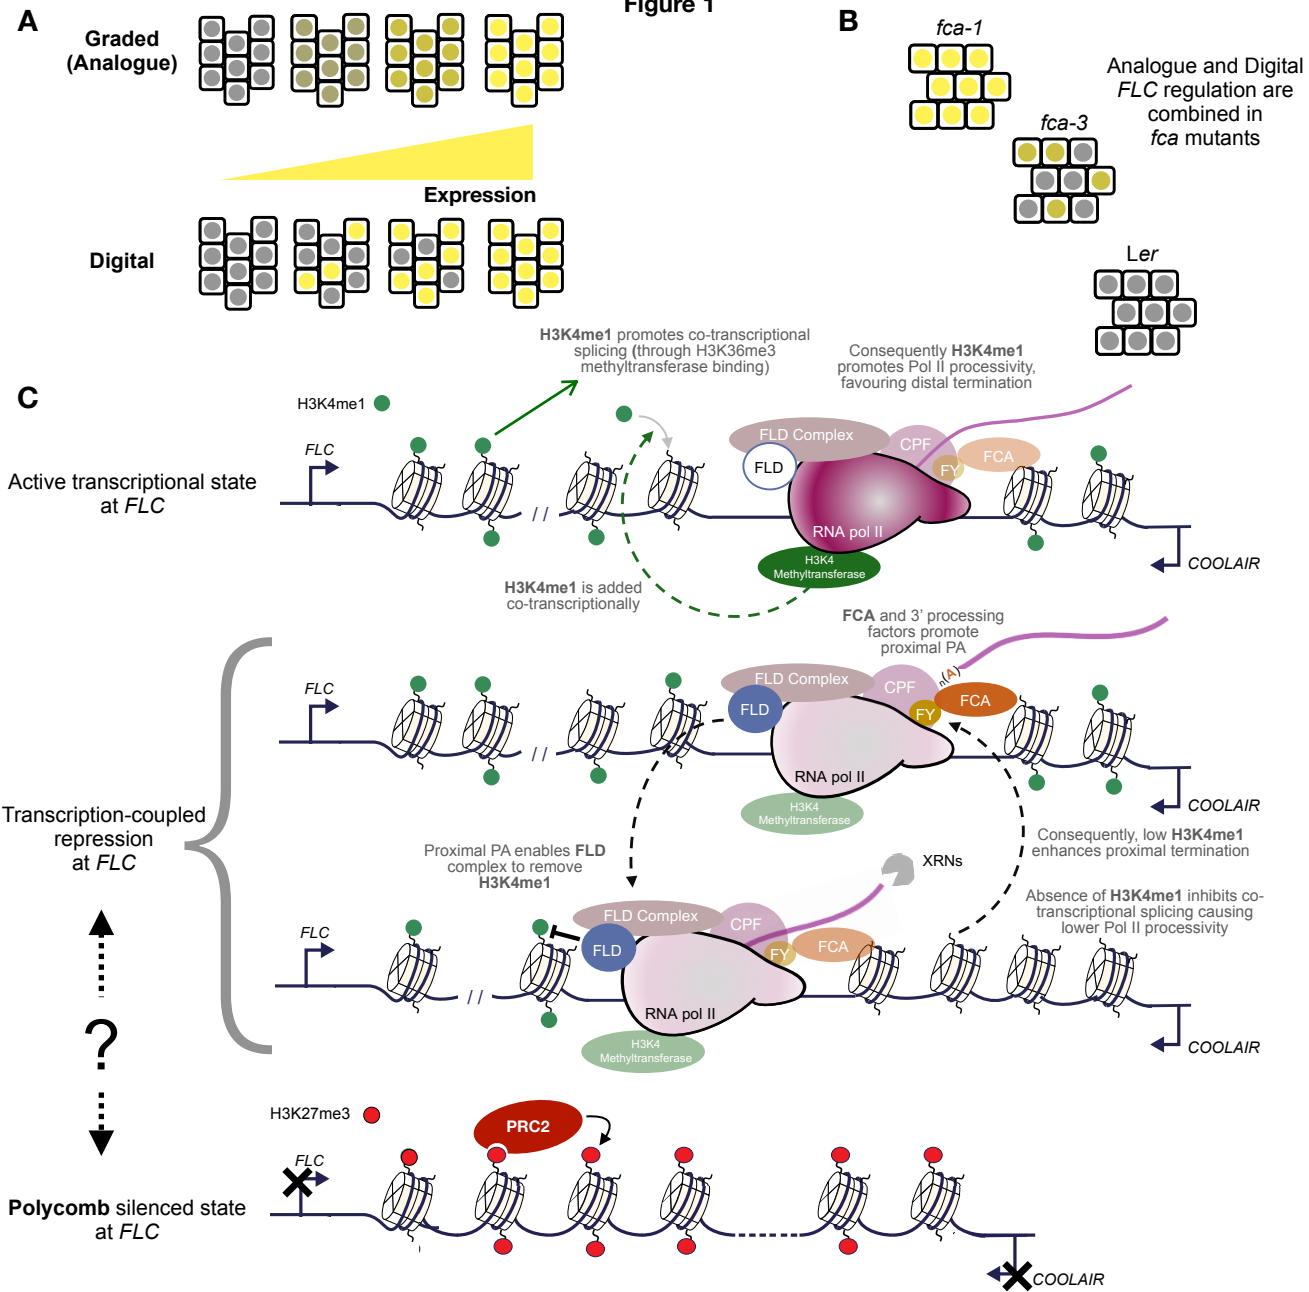 Figure 1
A
Graded
(Analogue)
Expression
Digital
B
fca-1
fca-3
Ler
Analogue and Digital
FLC regulation are
combined in
fca mutants
C
H3K4me1 promotes co-transcriptional
splicing (through H3K36me3
methyltransferase binding)
Consequently H3K4me1
promotes Pol II processivity,
favouring distal termination
H3K4me1
FLC
Active transcriptional state
at FLC
//
FLD Complex
FLD
CPF
FY
FCA
RNA pol II
H3K4
Methyltransferase
COOLAIR
H3K4me1 is added
co-transcriptionally
FCA and 3’ processing
factors promote
proximal PA
FLC
//
FLD Complex
FLD
CPF
n(A)
FY
FCA
RNA pol II
H3K4
Methyltransferase
COOLAIR
Transcription-coupled
repression
at FLC
Proximal PA enables FLD
complex to remove
H3K4me1
Consequently, low H3K4me1
enhances proximal termination
XRNs
Absence of H3K4me1 inhibits co-
transcriptional splicing causing
lower Pol II processivity
FLC
//
FLD Complex
FLD
CPF
FY
FCA
RNA pol II
H3K4
Methyltransferase
COOLAIR
?
H3K27me3
PRC2
FLC
Polycomb silenced state
at FLC
COOLAIR